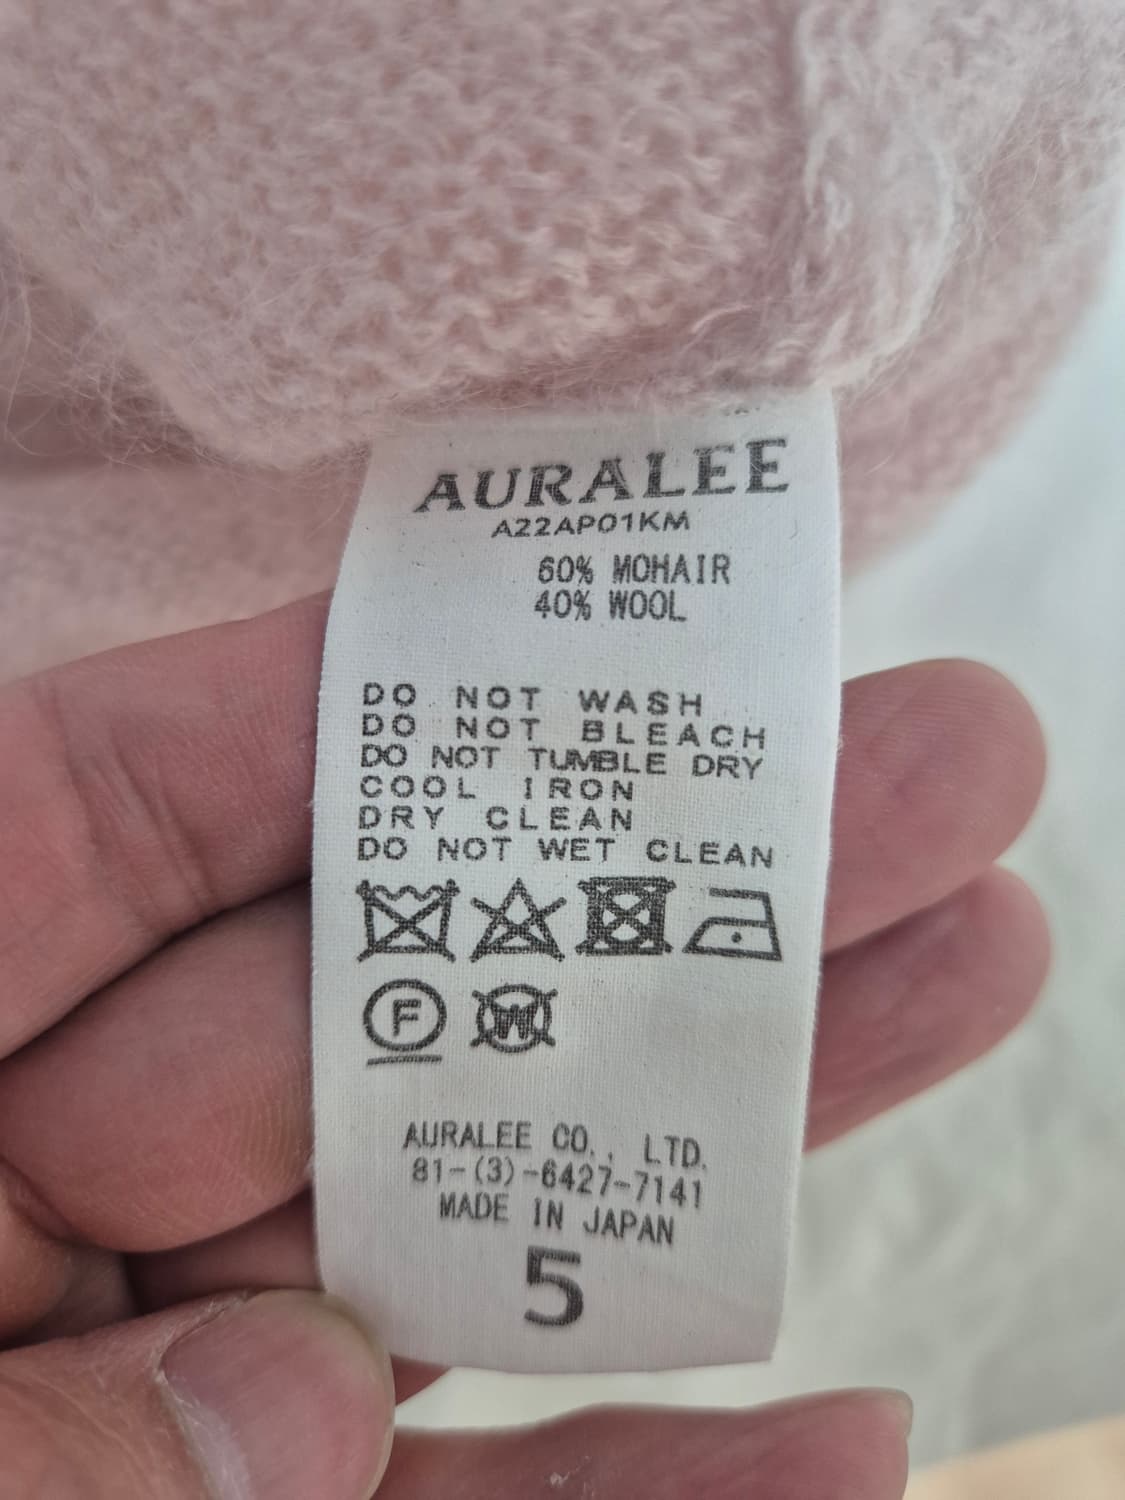 AURALEE
A22AP01KM
60% MOHAIR
40% WOOL
DO NOT WASH
DO NOT BLEACH
DO NOT TUMBLE DRY
COOL IRON
DRY CLEAN
DO NOT WET CLEAN
F W
AURALEE CO., LTD.
81-(3)-6427-7141
MADE IN JAPAN
5